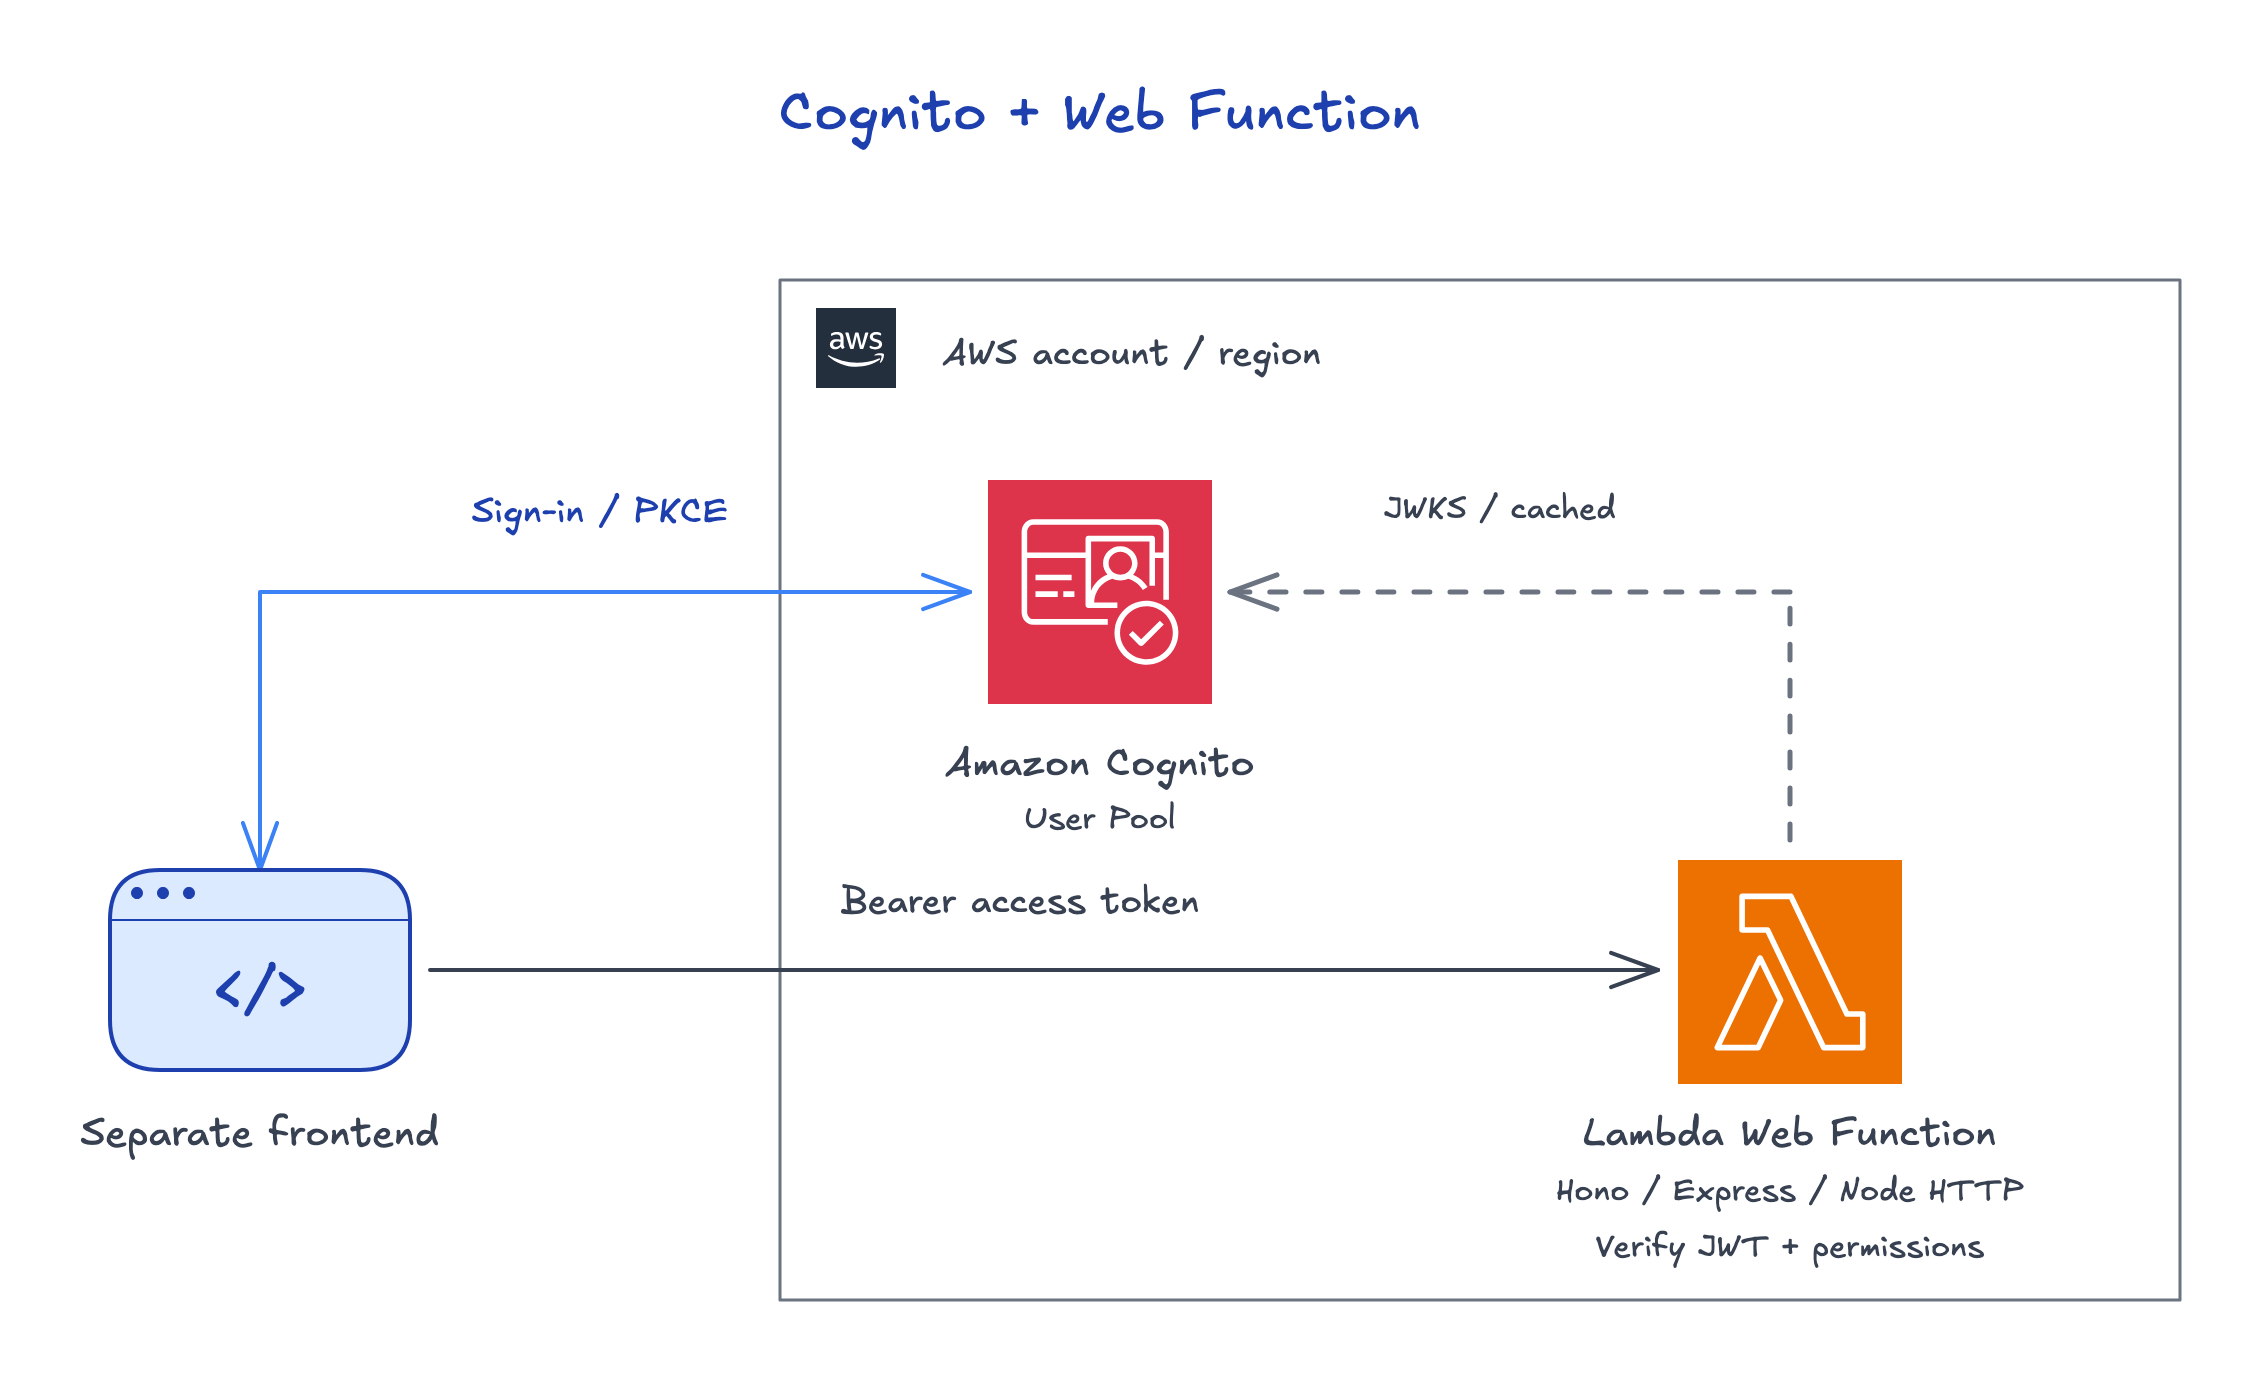 Cognito + Web Function
aws
AWS account / region
Sign-in / PKCE
JWKS / cached
Amazon Cognito
User Pool
Bearer access token
</>
Separate frontend
Lambda Web Function
Hono / Express / Node HTTP
Verify JWT + permissions